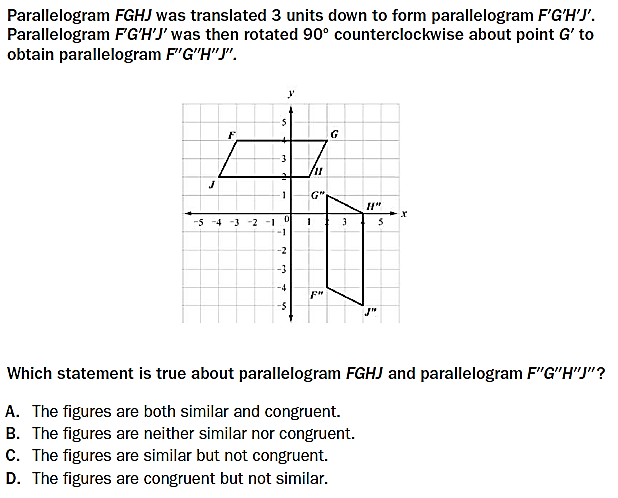 Parallelogram FGHJ was translated 3 units down to form parallelogram F'G'H'J'.
Parallelogram F'G'H'J' was then rotated 90° counterclockwise about point G' to
obtain parallelogram F"G"H"J".
y
5
F
G
4
3
H
J
2
1
G"
H"
x
-5 -4 -3 -2 -1 0 1 3 5
-1
-2
-3
-4
F"
-5
J"
Which statement is true about parallelogram FGHJ and parallelogram F"G"H"J"?
A. The figures are both similar and congruent.
B. The figures are neither similar nor congruent.
C. The figures are similar but not congruent.
D. The figures are congruent but not similar.